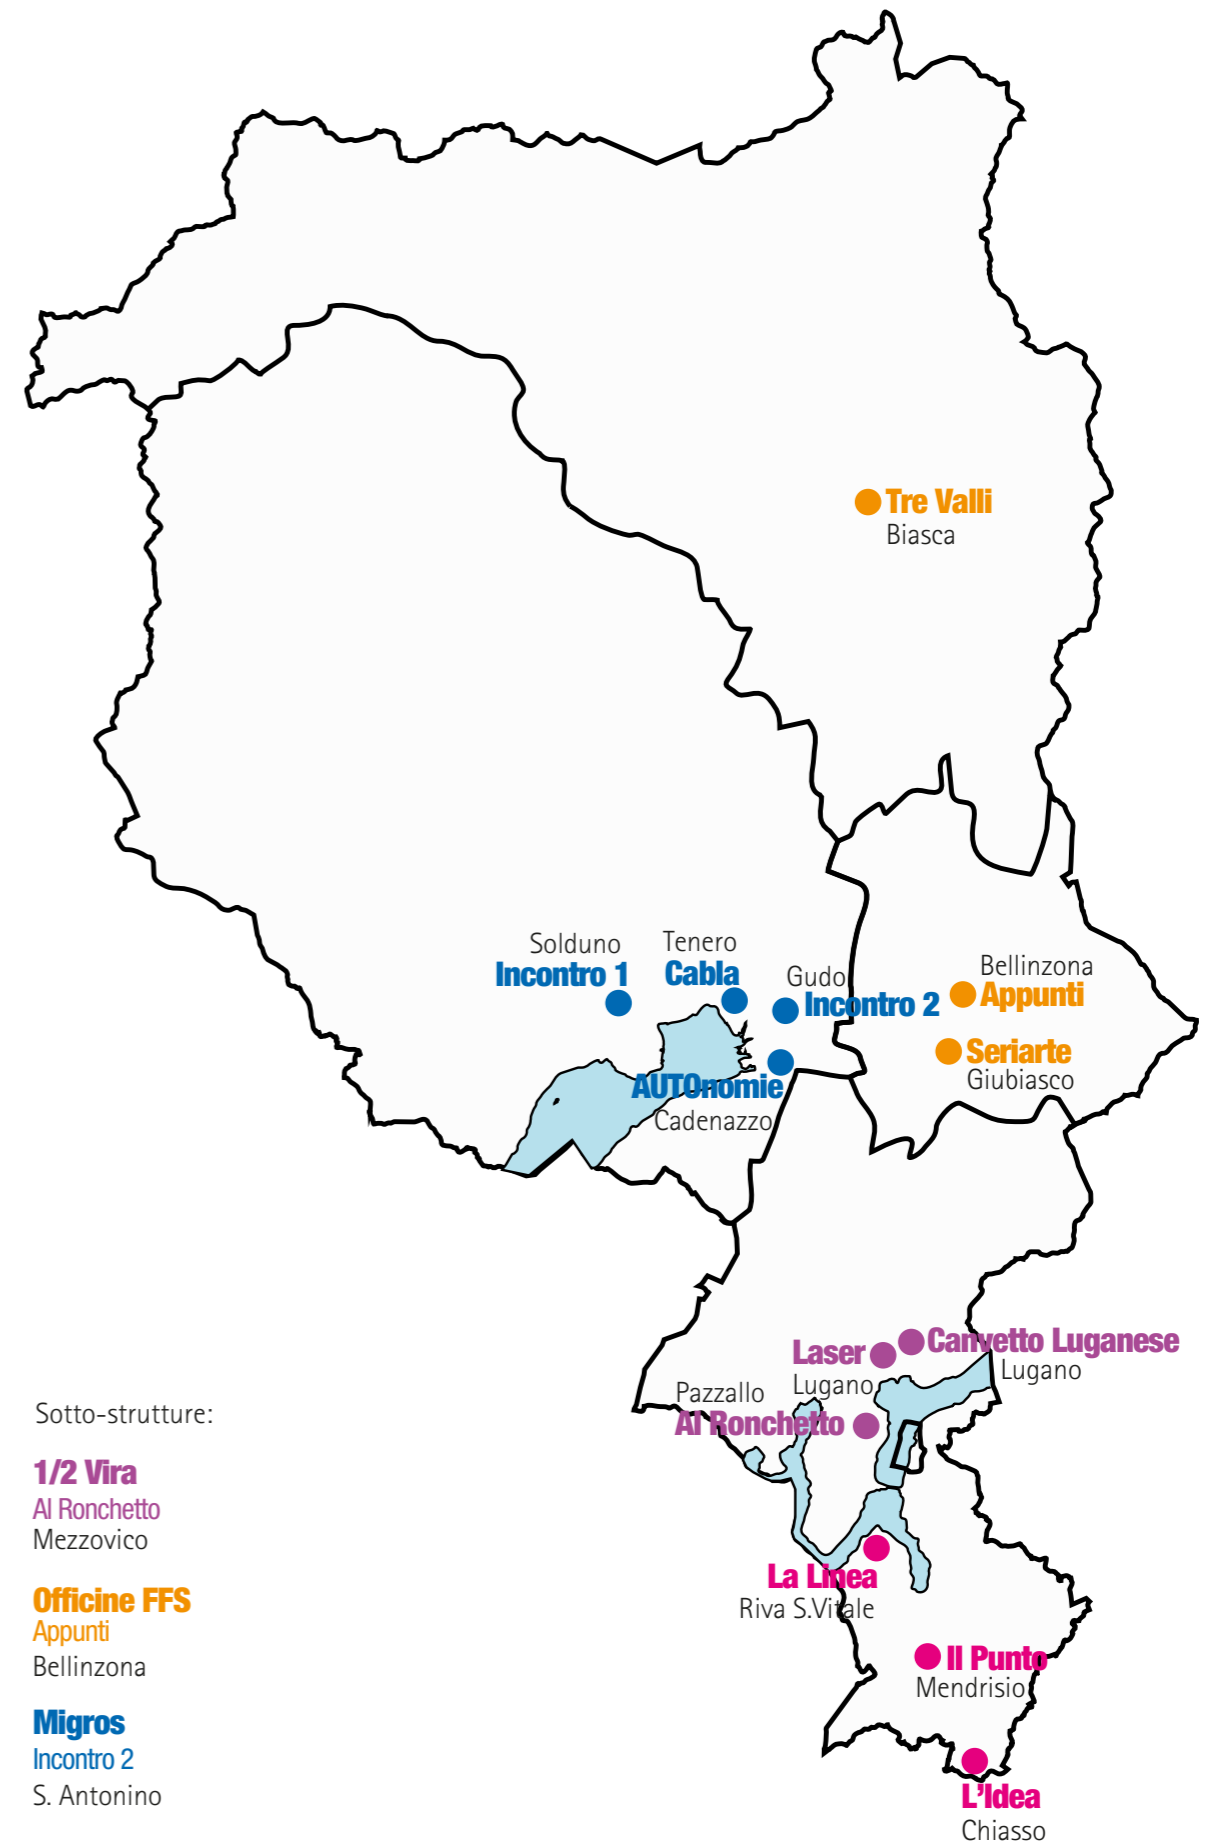 Tre Valli
Biasca
Solduno
Incontro 1
Tenero
Cabla
Gudo
Incontro 2
Bellinzona
Appunti
Seriarte
Giubiasco
AUTOnomie
Cadenazzo
Canvetto Luganese
Lugano
Laser
Lugano
Pazzallo
Al Ronchetto
La Linea
Riva S.Vitale
Il Punto
Mendrisio
L'Idea
Chiasso
Sotto-strutture:
1/2 Vira
Al Ronchetto
Mezzovico
Officine FFS
Appunti
Bellinzona
Migros
Incontro 2
S. Antonino